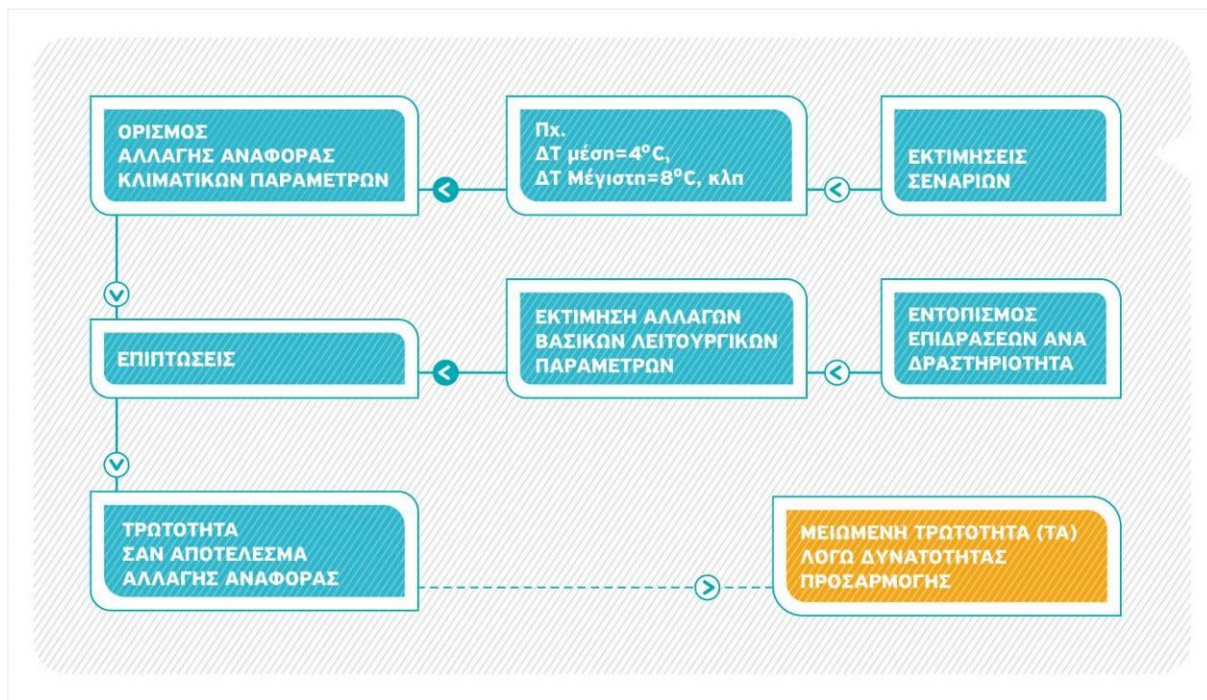 ΟΡΙΣΜΟΣ
ΑΛΛΑΓΗΣ ΑΝΑΦΟΡΑΣ
ΚΛΙΜΑΤΙΚΩΝ ΠΑΡΑΜΕΤΡΩΝ
Πχ.
ΔΤ μέση=4°C,
ΔΤ Μέγιστη=8°C, κλπ
ΕΚΤΙΜΗΣΕΙΣ
ΣΕΝΑΡΙΩΝ
ΕΠΙΠΤΩΣΕΙΣ
ΕΚΤΙΜΗΣΗ ΑΛΛΑΓΩΝ
ΒΑΣΙΚΩΝ ΛΕΙΤΟΥΡΓΙΚΩΝ
ΠΑΡΑΜΕΤΡΩΝ
ΕΝΤΟΠΙΣΜΟΣ
ΕΠΙΔΡΑΣΕΩΝ ΑΝΑ
ΔΡΑΣΤΗΡΙΟΤΗΤΑ
ΤΡΩΤΟΤΗΤΑ
ΣΑΝ ΑΠΟΤΕΛΕΣΜΑ
ΑΛΛΑΓΗΣ ΑΝΑΦΟΡΑΣ
ΜΕΙΩΜΕΝΗ ΤΡΩΤΟΤΗΤΑ (ΤΑ)
ΛΟΓΩ ΔΥΝΑΤΟΤΗΤΑΣ
ΠΡΟΣΑΡΜΟΓΗΣ